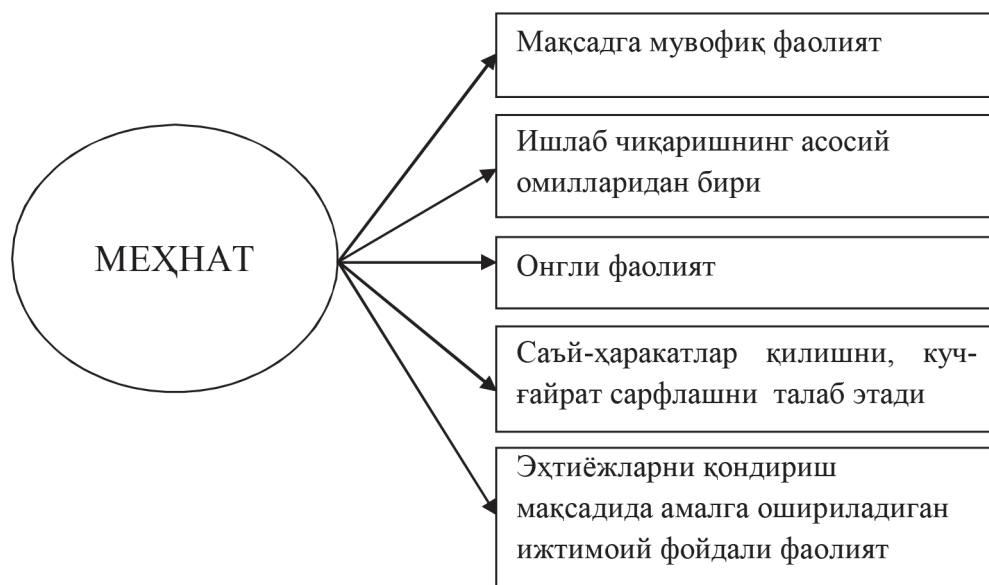 МЕҲНАТ
Мақсадга мувофиқ фаолият
Ишлаб чиқаришнинг асосий
омилларидан бири
Онгли фаолият
Саъй-ҳаракатлар қилишни, куч-
ғайрат сарфлашни талаб этади
Эҳтиёжларни қондириш
мақсадида амалга ошириладиган
ижтимоий фойдали фаолият